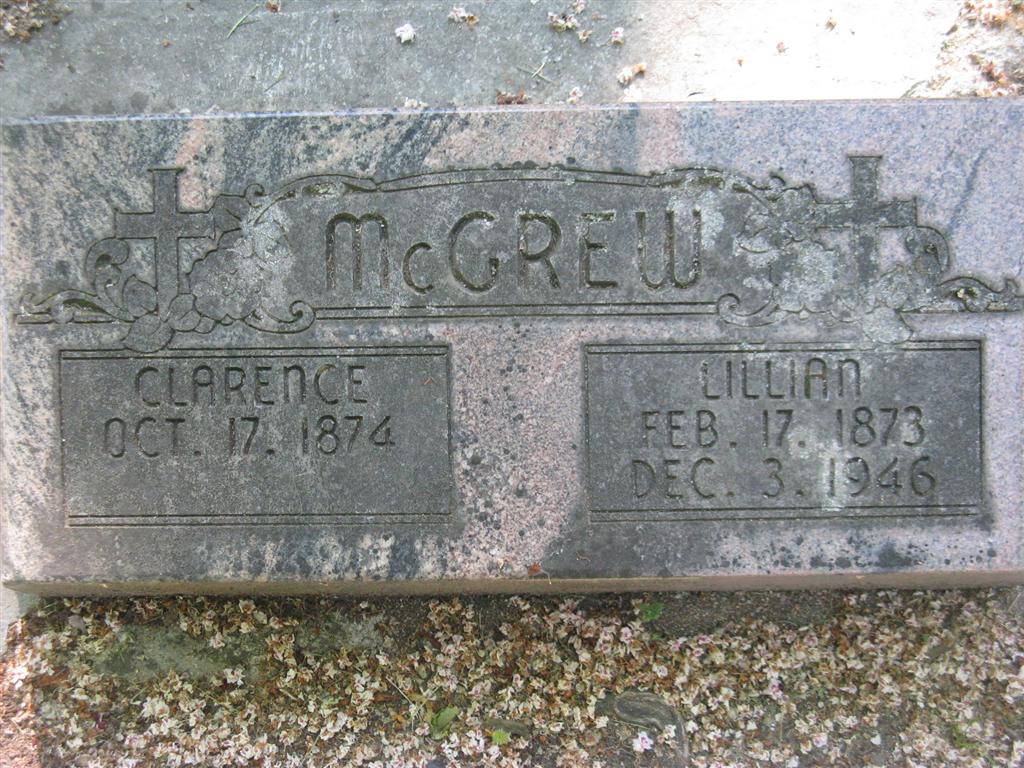 McGREW
CLARENCE
OCT. 17. 1874
LILLIAN
FEB. 17. 1873
DEC. 3. 1946